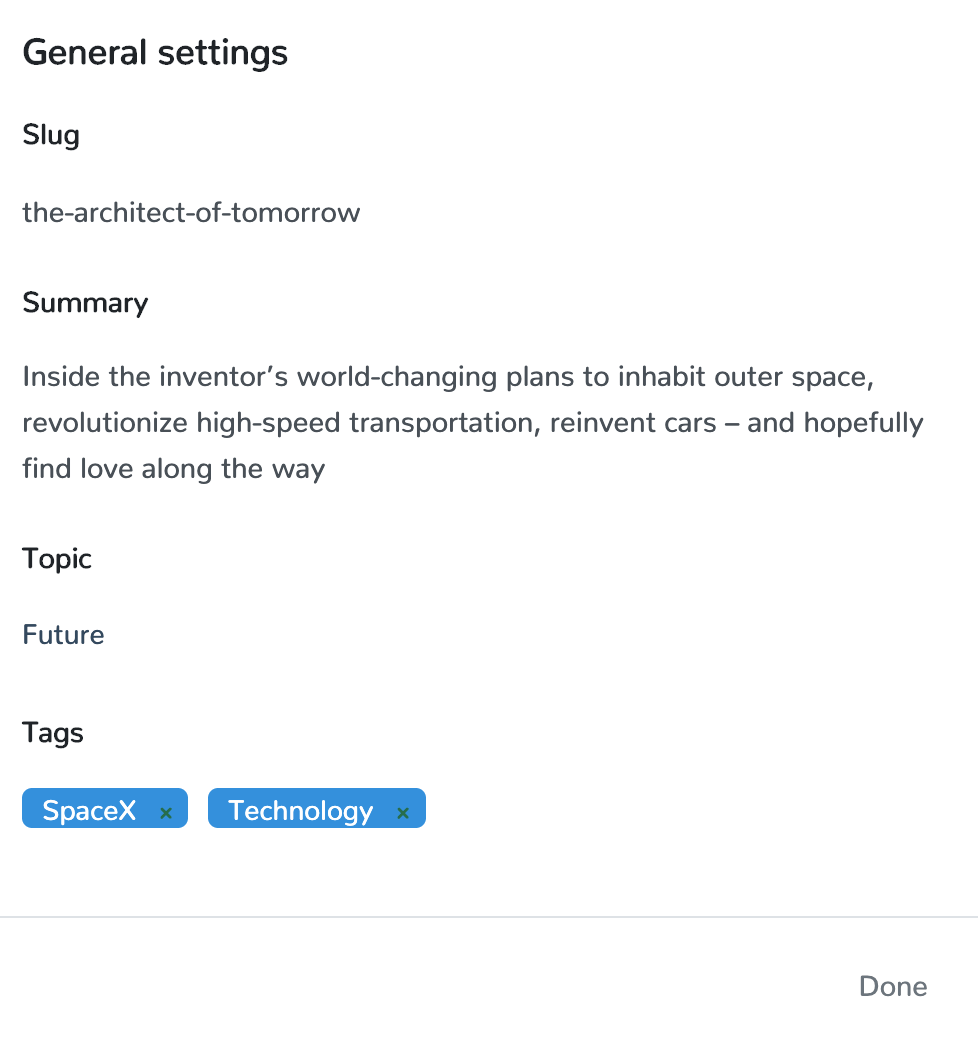 General settings
Slug
the-architect-of-tomorrow
Summary
Inside the inventor’s world-changing plans to inhabit outer space,
revolutionize high-speed transportation, reinvent cars – and hopefully
find love along the way
Topic
Future
Tags
SpaceX × Technology ×
Done